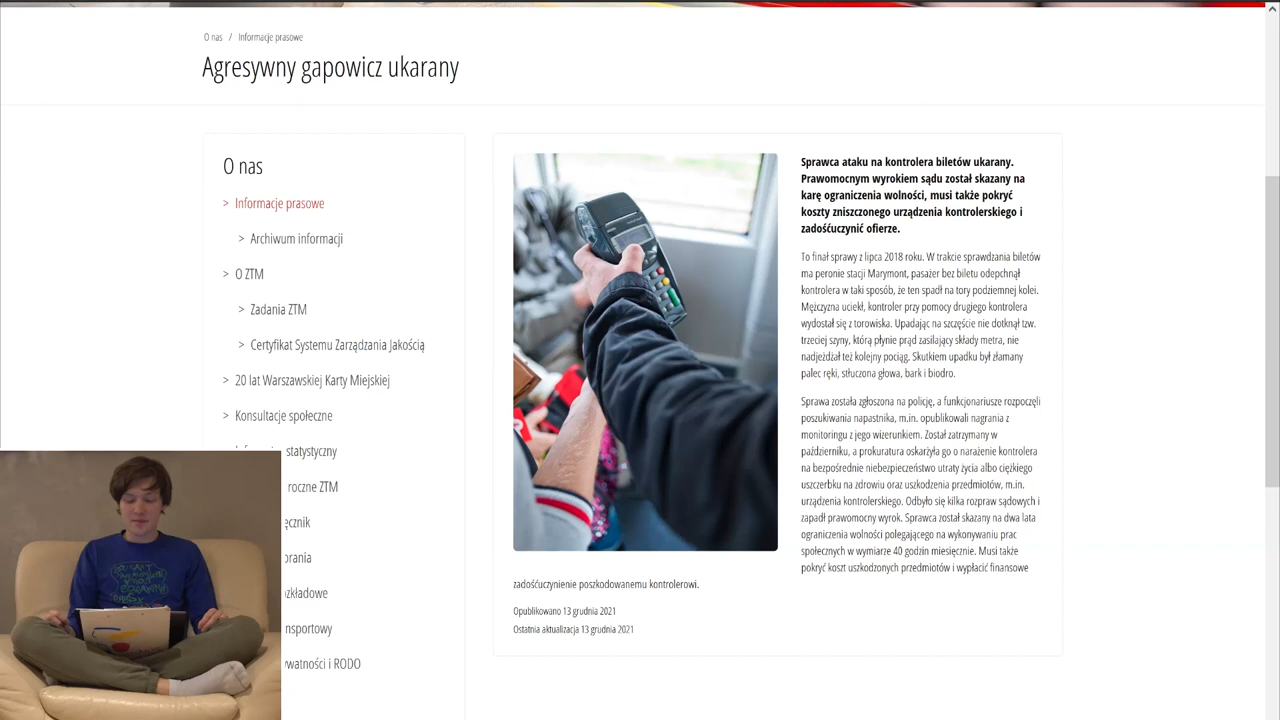 O nas / Informacje prasowe
Agresywny gapowicz ukarany
O nas
> Informacje prasowe
> Archiwum informacji
> O ZTM
> Zadania ZTM
> Certyfikat Systemu Zarządzania Jakością
> 20 lat Warszawskiej Karty Miejskiej
> Konsultacje społeczne
statystyczny
roczne ZTM
ywatności i RODO
Sprawca ataku na kontrolera biletów ukarany.
Prawomocnym wyrokiem sądu został skazany na
karę ograniczenia wolności, musi także pokryć
koszty zniszczonego urządzenia kontrolerskiego i
zadośćuczynić ofierze.
To finał sprawy z lipca 2018 roku. W trakcie sprawdzania biletów
na peronie stacji Marymont, pasażer bez biletu odepchnął
kontrolera w taki sposób, że ten spadł na tory podziemnej kolei.
Mężczyzna uciekł, kontroler przy pomocy drugiego kontrolera
wydostał się z torowiska. Upadając na szczęście nie dotknął tzw.
trzeciej szyny, którą płynie prąd zasilający składy metra, nie
nadjeżdżał też kolejny pociąg. Skutkiem upadku był złamany
palec ręki, stłuczona głowa, bark i biodro.
Sprawa została zgłoszona na policję, a funkcjonariusze rozpoczęli
poszukiwania napastnika, m.in. opublikowali nagrania z
monitoringu z jego wizerunkiem. Został zatrzymany w
październiku, a prokuratura oskarżyła go o narażenie kontrolera
na bezpośrednie niebezpieczeństwo utraty życia albo ciężkiego
uszczerbku na zdrowiu oraz uszkodzenia przedmiotów, m.in.
urządzenia kontrolerskiego. Odbyło się kilka rozpraw sądowych i
zapadł prawomocny wyrok. Sprawca został skazany na dwa lata
ograniczenia wolności polegającego na wykonywaniu prac
społecznych w wymiarze 40 godzin miesięcznie. Musi także
pokryć koszt uszkodzonych przedmiotów i wypłacić finansowe
zadośćuczynienie poszkodowanemu kontrolerowi.
Opublikowano 13 grudnia 2021
Ostatnia aktualizacja 13 grudnia 2021